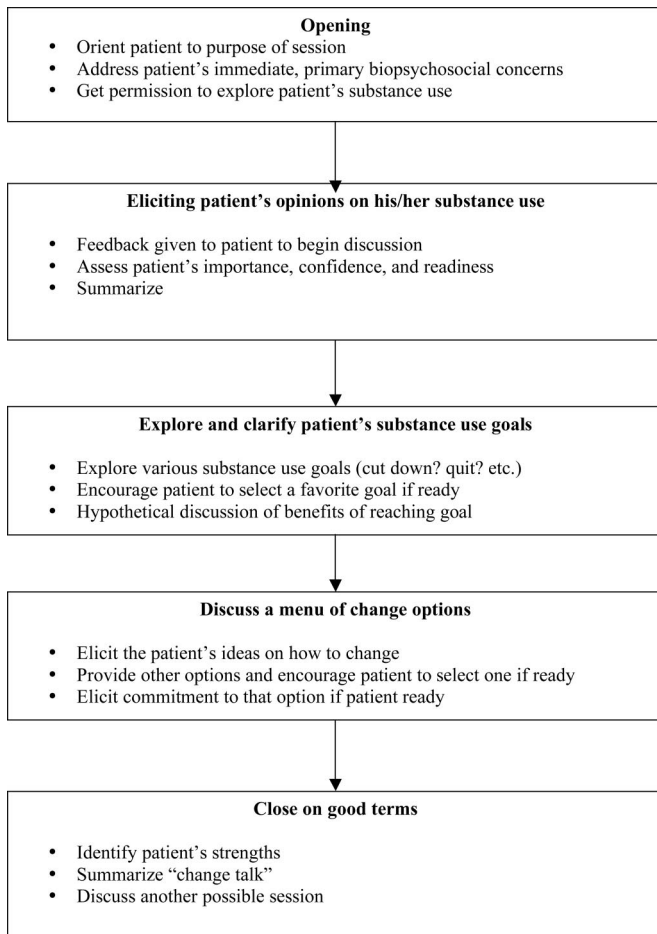 Opening
• Orient patient to purpose of session
• Address patient’s immediate, primary biopsychosocial concerns
• Get permission to explore patient’s substance use
Eliciting patient’s opinions on his/her substance use
• Feedback given to patient to begin discussion
• Assess patient’s importance, confidence, and readiness
• Summarize
Explore and clarify patient’s substance use goals
• Explore various substance use goals (cut down? quit? etc.)
• Encourage patient to select a favorite goal if ready
• Hypothetical discussion of benefits of reaching goal
Discuss a menu of change options
• Elicit the patient’s ideas on how to change
• Provide other options and encourage patient to select one if ready
• Elicit commitment to that option if patient ready
Close on good terms
• Identify patient’s strengths
• Summarize “change talk”
• Discuss another possible session